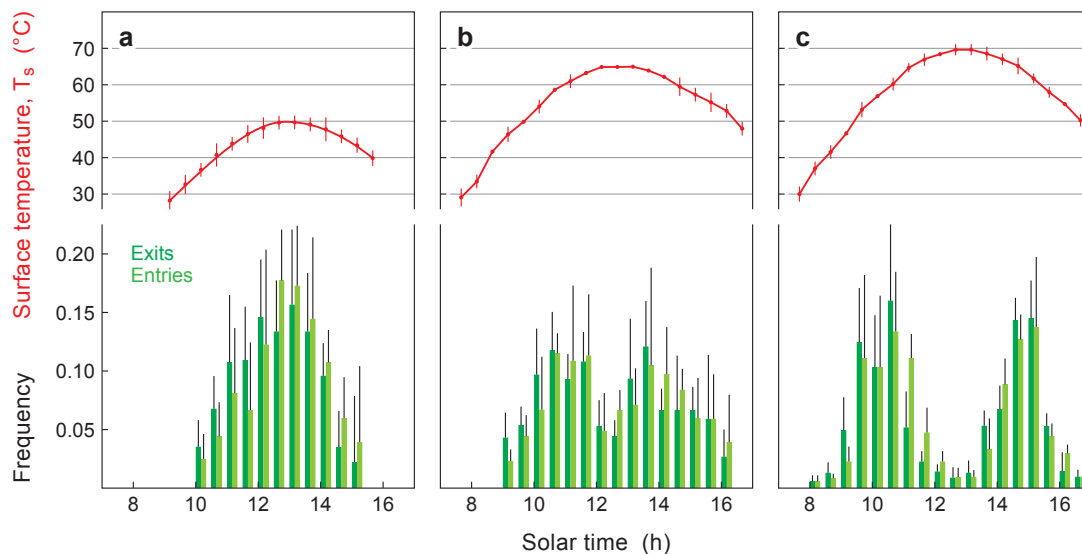 Surface temperature, Ts (°C)
70
60
50
40
30
a
b
c
Frequency
0.20
0.15
0.10
0.05
Exits
Entries
8 10 12 14 16
8 10 12 14 16
8 10 12 14 16
Solar time (h)